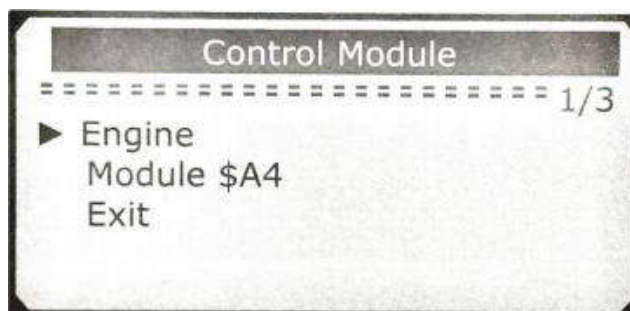 Control Module
========================
1/3
► Engine
Module $A4
Exit